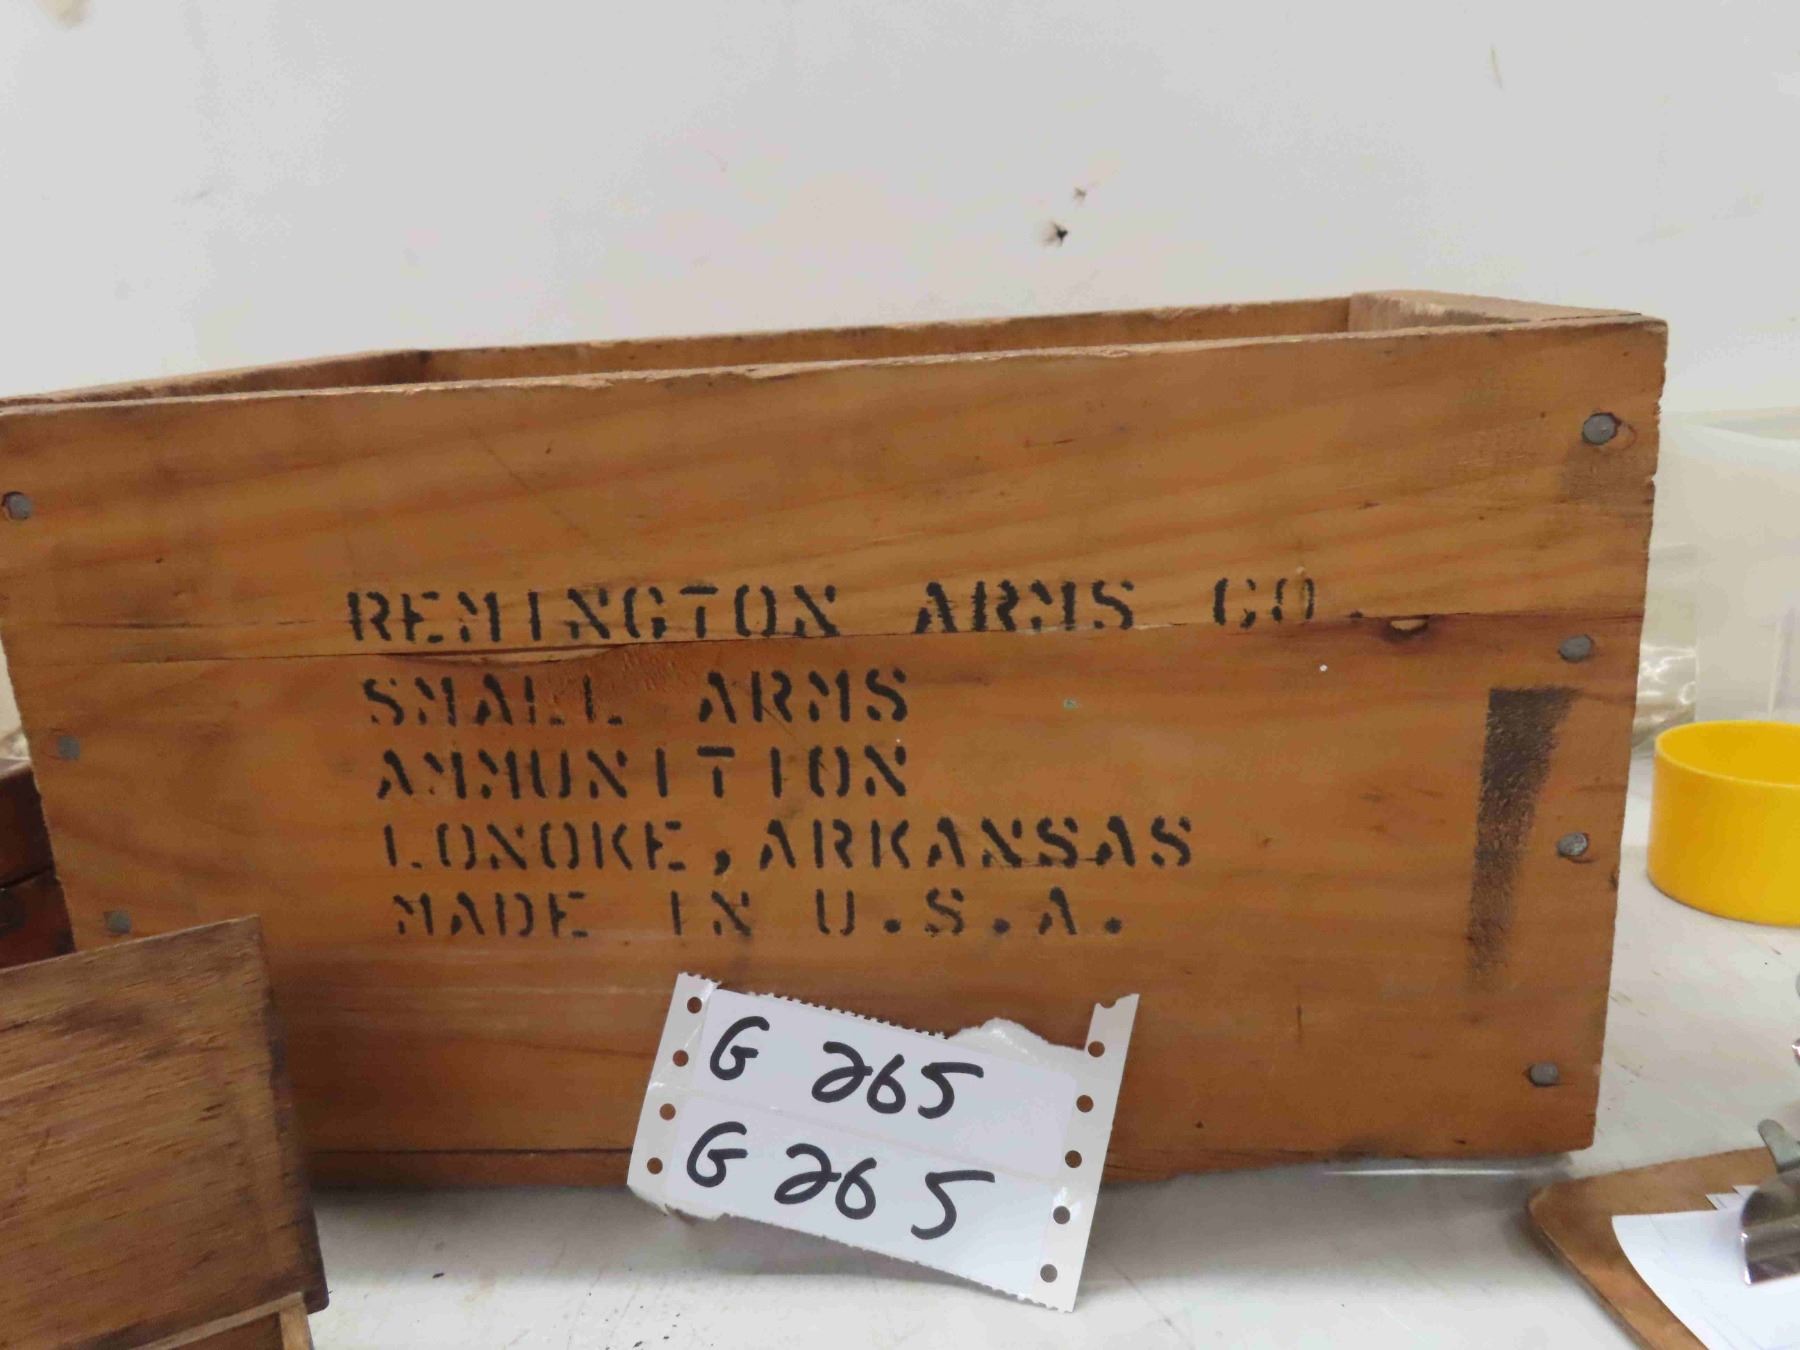 REMINGTON ARMS CO.
SMALL ARMS
AMMUNITION
LONOKE, ARKANSAS
MADE IN U.S.A.
G 265
G 265